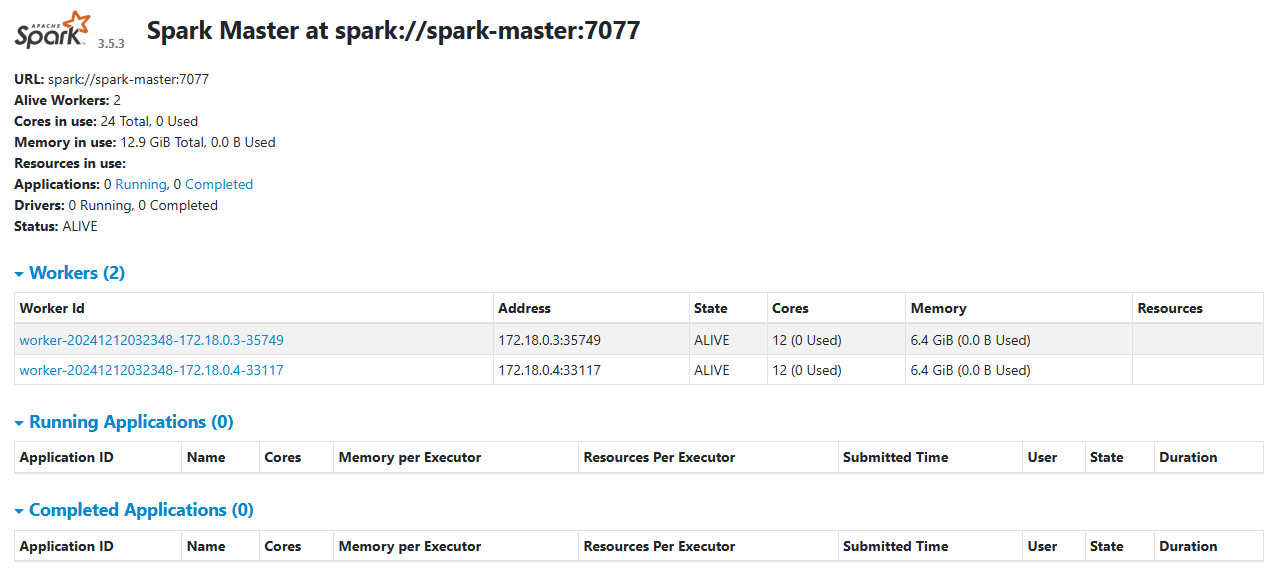 APACHE Spark 3.5.3 Spark Master at spark://spark-master:7077
URL: spark://spark-master:7077
Alive Workers: 2
Cores in use: 24 Total, 0 Used
Memory in use: 12.9 GiB Total, 0.0 B Used
Resources in use:
Applications: 0 Running, 0 Completed
Drivers: 0 Running, 0 Completed
Status: ALIVE
Workers (2)
Worker Id Address State Cores Memory Resources
worker-20241212032348-172.18.0.3-35749 172.18.0.3:35749 ALIVE 12 (0 Used) 6.4 GiB (0.0 B Used)
worker-20241212032348-172.18.0.4-33117 172.18.0.4:33117 ALIVE 12 (0 Used) 6.4 GiB (0.0 B Used)
Running Applications (0)
Application ID Name Cores Memory per Executor Resources Per Executor Submitted Time User State Duration
Completed Applications (0)
Application ID Name Cores Memory per Executor Resources Per Executor Submitted Time User State Duration